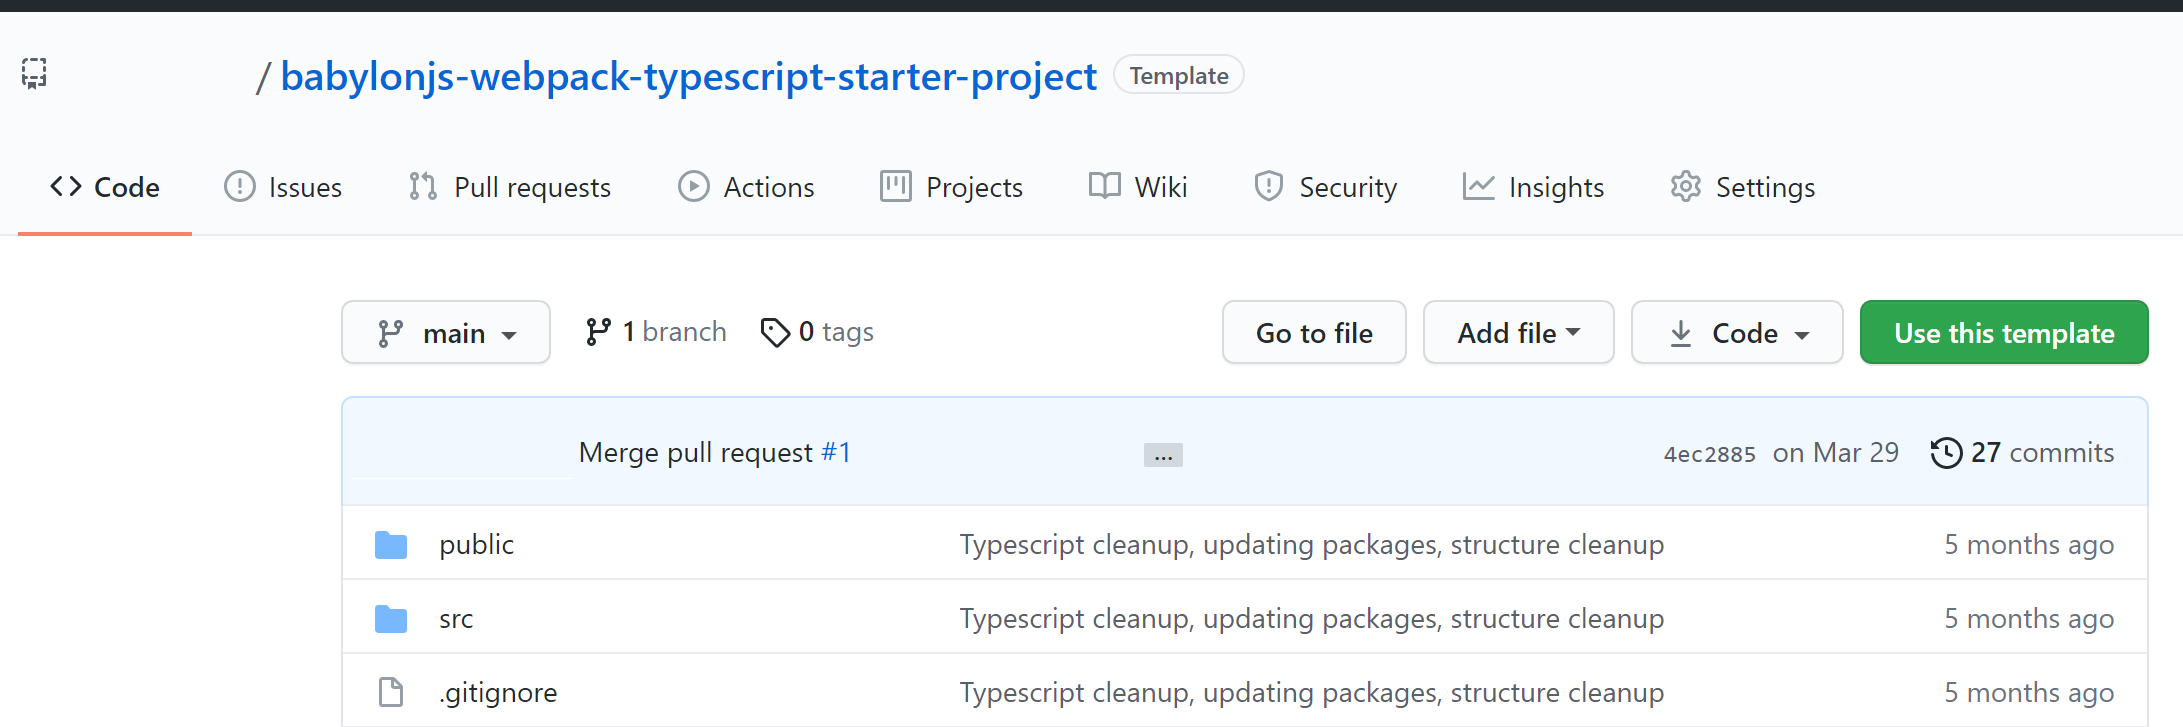 / babylonjs-webpack-typescript-starter-project Template
Code Issues Pull requests Actions Projects Wiki Security Insights Settings
main 1 branch 0 tags Go to file Add file Code Use this template
Merge pull request #1 ... 4ec2885 on Mar 29 27 commits
public Typescript cleanup, updating packages, structure cleanup 5 months ago
src Typescript cleanup, updating packages, structure cleanup 5 months ago
.gitignore Typescript cleanup, updating packages, structure cleanup 5 months ago